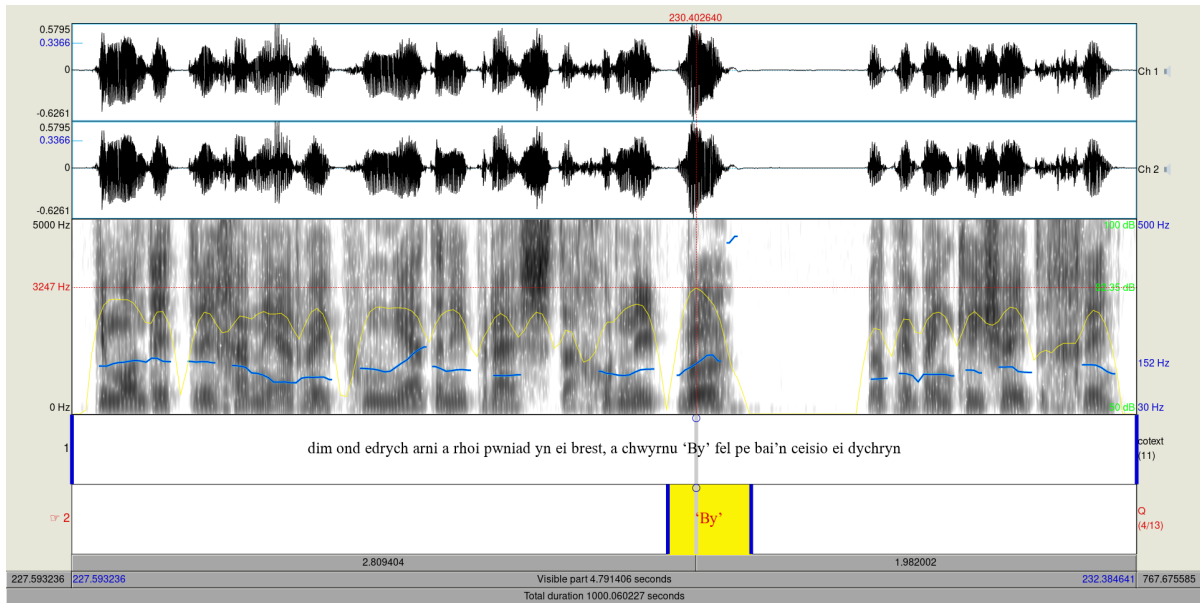 230.402640
0.5795
0.3366
0
-0.6261
Ch 1
0.5795
0.3366
0
-0.6261
Ch 2
5000 Hz 100 dB 500 Hz
3247 Hz
152 Hz
0 Hz 30 Hz
1 dim ond edrych arni a rhoi pwniad yn ei brest, a chwyrnu ‘By’ fel pe bai’n ceisio ei dychryn cotext
(11)
☞ 2 ‘By’ Q
(4/13)
2.809404 1.982002
227.593236 227.593236 Visible part 4.791406 seconds 232.384641 767.675585
Total duration 1000.060227 seconds